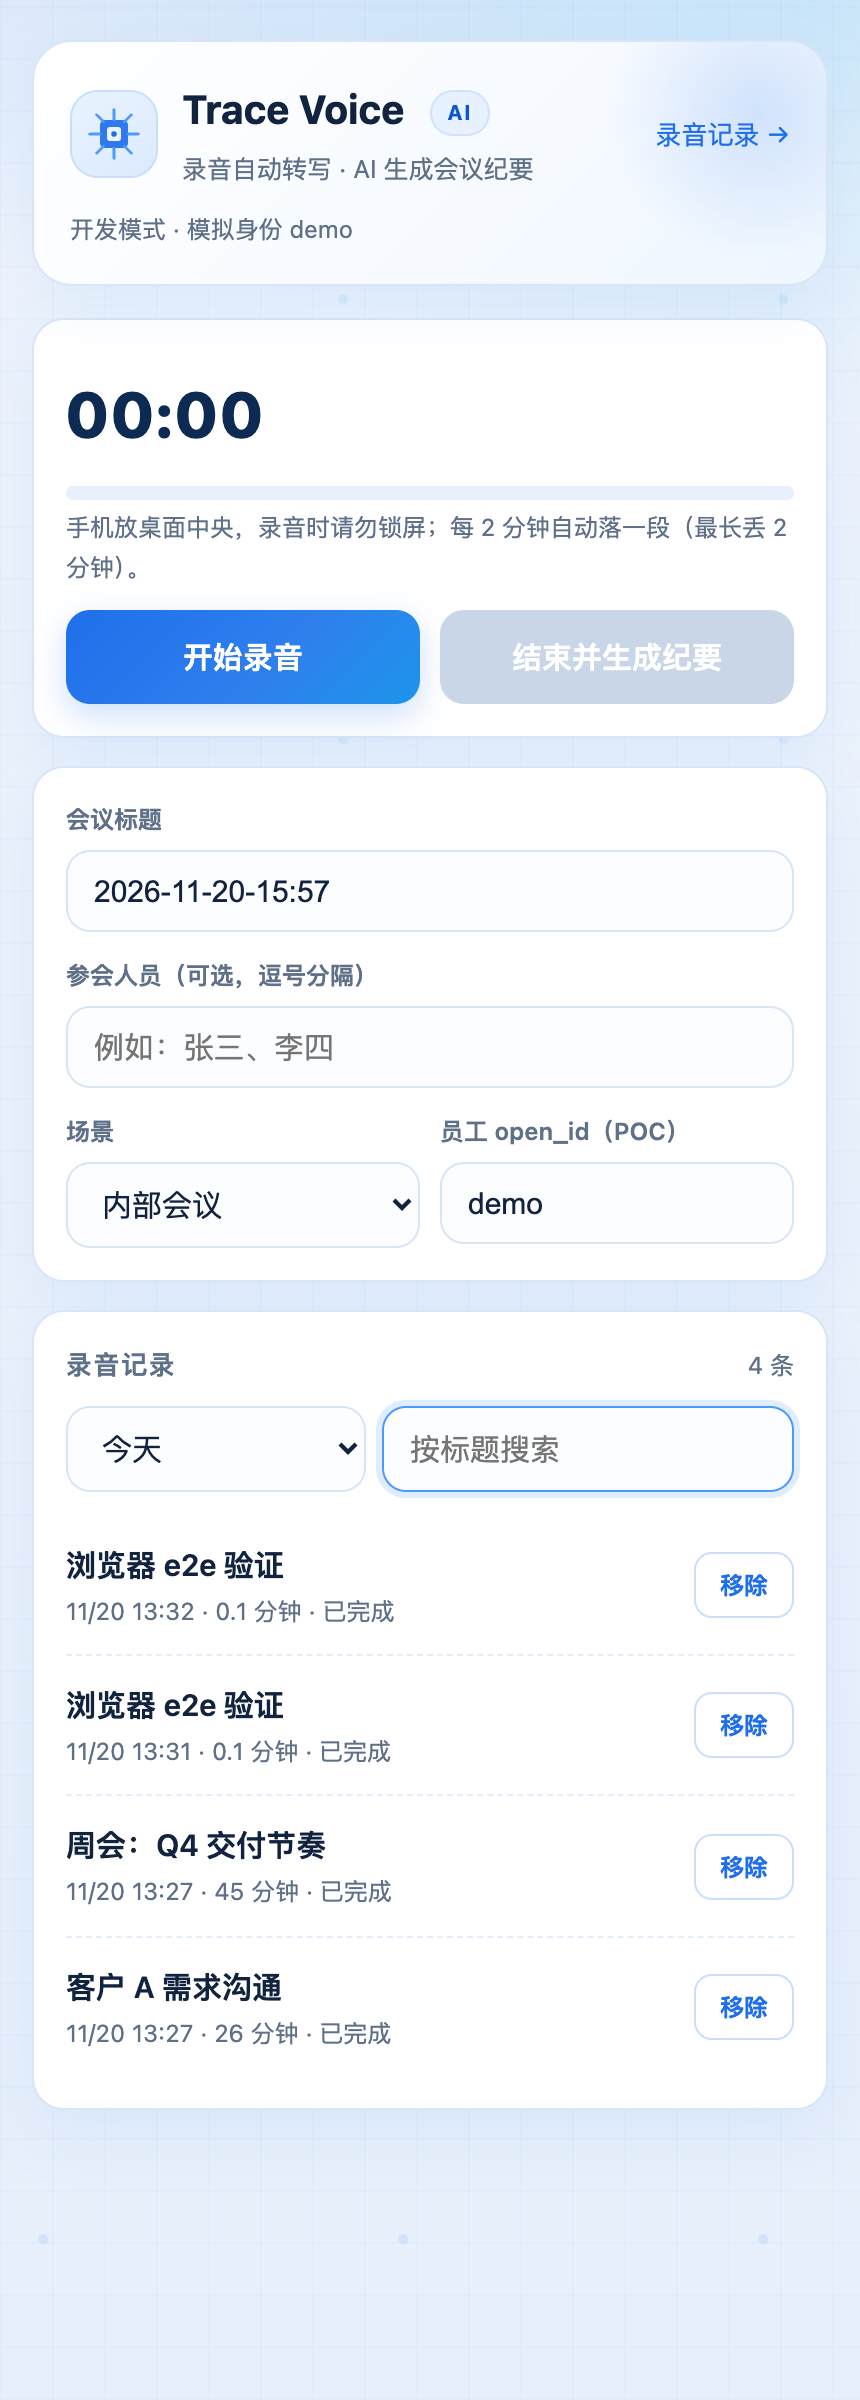 Trace Voice AI
录音自动转写 · AI 生成会议纪要
录音记录 →
开发模式 · 模拟身份 demo
00:00
手机放桌面中央，录音时请勿锁屏；每 2 分钟自动落一段（最长丢 2
分钟）。
开始录音
结束并生成纪要
会议标题
2026-11-20-15:57
参会人员（可选，逗号分隔）
例如：张三、李四
场景
员工 open_id（POC）
内部会议
demo
录音记录
4 条
今天
按标题搜索
浏览器 e2e 验证
11/20 13:32 · 0.1 分钟 · 已完成
移除
浏览器 e2e 验证
11/20 13:31 · 0.1 分钟 · 已完成
移除
周会：Q4 交付节奏
11/20 13:27 · 45 分钟 · 已完成
移除
客户 A 需求沟通
11/20 13:27 · 26 分钟 · 已完成
移除